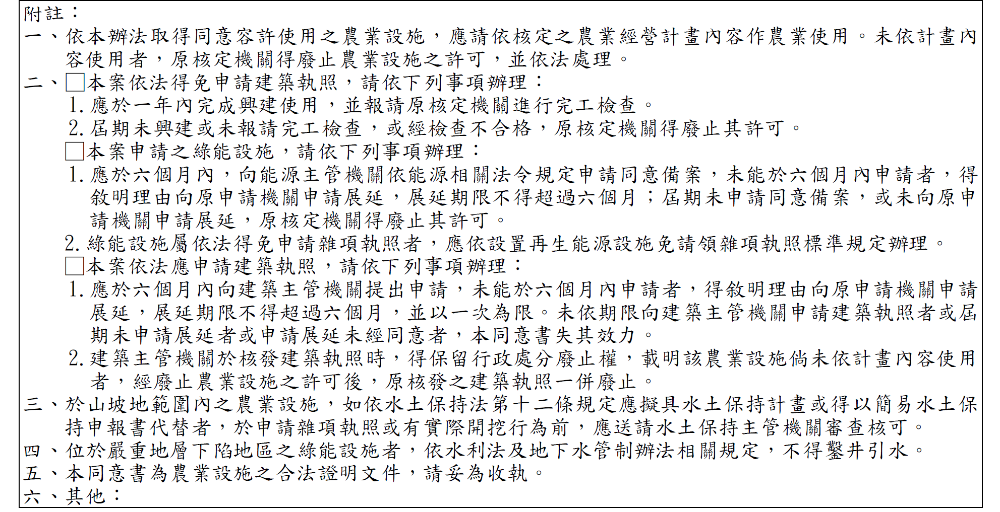 附註：
一、依本辦法取得同意容許使用之農業設施，應請依核定之農業經營計畫內容作農業使用。未依計畫內
容使用者，原核定機關得廢止農業設施之許可，並依法處理。
二、□本案依法得免申請建築執照，請依下列事項辦理：
1.應於一年內完成興建使用，並報請原核定機關進行完工檢查。
2.屆期未興建或未報請完工檢查，或經檢查不合格，原核定機關得廢止其許可。
□本案申請之綠能設施，請依下列事項辦理：
1.應於六個月內，向能源主管機關依能源相關法令規定申請同意備案，未能於六個月內申請者，得
敘明理由向原申請機關申請展延，展延期限不得超過六個月；屆期未申請同意備案，或未向原申
請機關申請展延，原核定機關得廢止其許可。
2.綠能設施屬依法得免申請雜項執照者，應依設置再生能源設施免請領雜項執照標準規定辦理。
□本案依法應申請建築執照，請依下列事項辦理：
1.應於六個月內向建築主管機關提出申請，未能於六個月內申請者，得敘明理由向原申請機關申請
展延，展延期限不得超過六個月，並以一次為限。未依期限向建築主管機關申請建築執照者或屆
期未申請展延者或申請展延未經同意者，本同意書失其效力。
2.建築主管機關於核發建築執照時，得保留行政處分廢止權，載明該農業設施倘未依計畫內容使用
者，經廢止農業設施之許可後，原核發之建築執照一併廢止。
三、於山坡地範圍內之農業設施，如依水土保持法第十二條規定應擬具水土保持計畫或得以簡易水土保
持申報書代替者，於申請雜項執照或有實際開挖行為前，應送請水土保持主管機關審查核可。
四、位於嚴重地層下陷地區之綠能設施者，依水利法及地下水管制辦法相關規定，不得鑿井引水。
五、本同意書為農業設施之合法證明文件，請妥為收執。
六、其他：